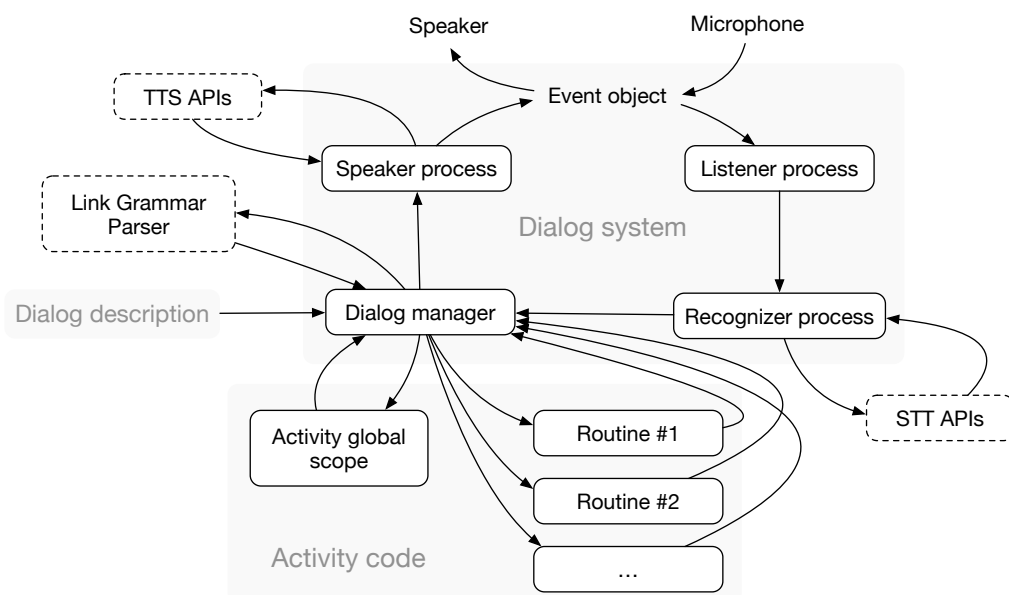 Speaker
Microphone
TTS APIs
Event object
Speaker process
Listener process
Link Grammar
Parser
Dialog system
Dialog description
Dialog manager
Recognizer process
Activity global
scope
Routine #1
STT APIs
Routine #2
Activity code
...